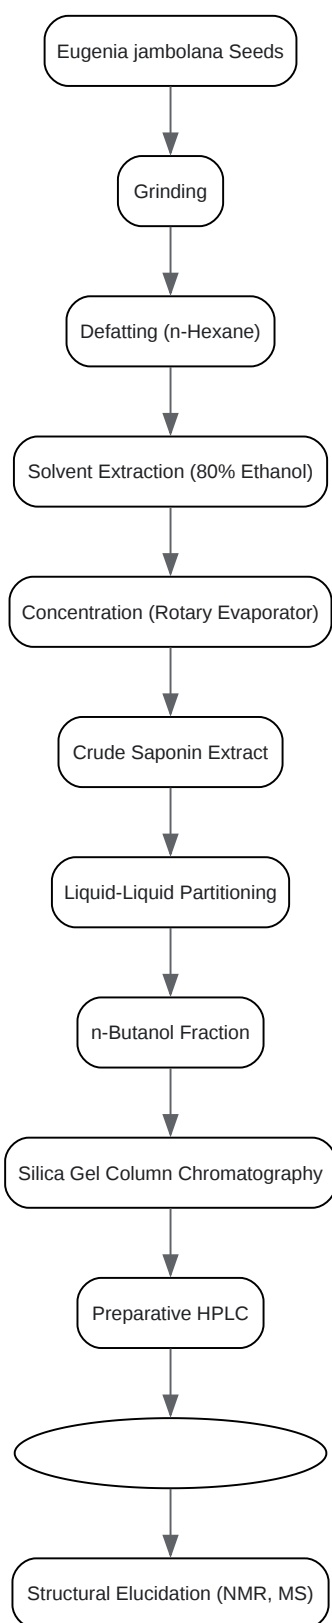 Eugenia jambolana Seeds
Grinding
Defatting (n-Hexane)
Solvent Extraction (80% Ethanol)
Concentration (Rotary Evaporator)
Crude Saponin Extract
Liquid-Liquid Partitioning
n-Butanol Fraction
Silica Gel Column Chromatography
Preparative HPLC
Structural Elucidation (NMR, MS)